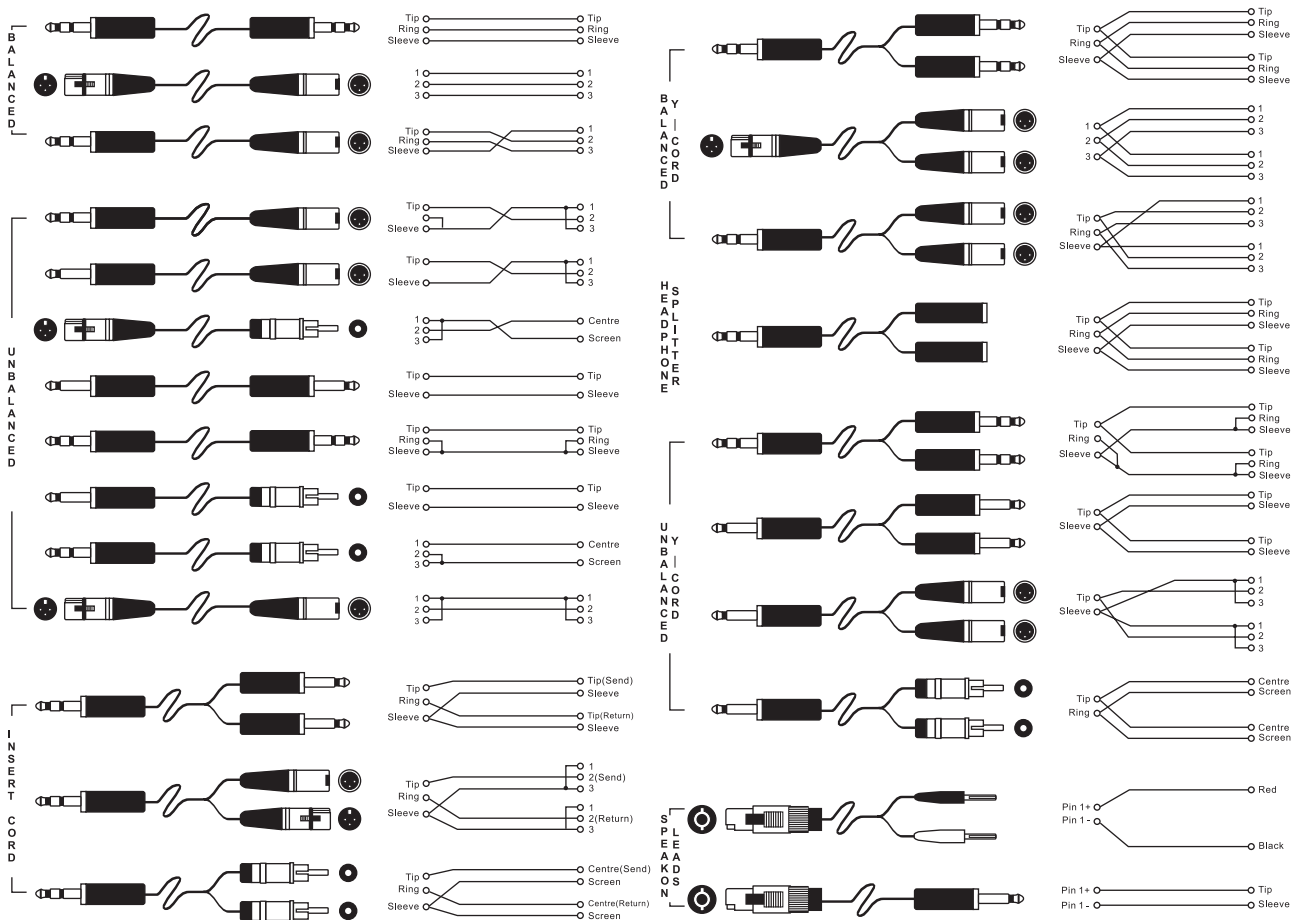 BALANCED
Tip Tip
Ring Ring
Sleeve Sleeve
1 1
2 2
3 3
Tip 1
Ring 2
Sleeve 3
UNBALANCED
Tip 1
2
Sleeve 3
Tip 1
2
Sleeve 3
1 Centre
2
3 Screen
Tip Tip
Sleeve Sleeve
Tip Tip
Ring Ring
Sleeve Sleeve
Tip Tip
Sleeve Sleeve
1 Centre
2
3 Screen
1 1
2 2
3 3
INSERT CORD
Tip Tip(Send)
Sleeve
Ring
Tip(Return)
Sleeve Sleeve
1
Tip 2(Send)
3
Ring
1
Sleeve 2(Return)
3
Tip Centre(Send)
Screen
Ring
Centre(Return)
Sleeve Screen
BALANCED
Y - CORD
Tip
Tip Ring
Sleeve
Ring
Tip
Sleeve Ring
Sleeve
1
2
1 3
2
1
3 2
3
1
Tip 2
3
Ring
1
Sleeve 2
3
HEADPHONE
SPLITTER
Tip
Ring
Tip Sleeve
Ring
Tip
Sleeve Ring
Sleeve
UNBALANCED
Y - CORD
Tip
Tip Ring
Sleeve
Ring
Tip
Sleeve Ring
Sleeve
Tip
Sleeve
Tip
Sleeve
Tip
Sleeve
1
2
Tip 3
Sleeve
1
2
3
Centre
Tip Screen
Ring
Centre
Screen
SPEAKON
LEADS
Red
Pin 1+
Pin 1-
Black
Pin 1+ Tip
Pin 1- Sleeve